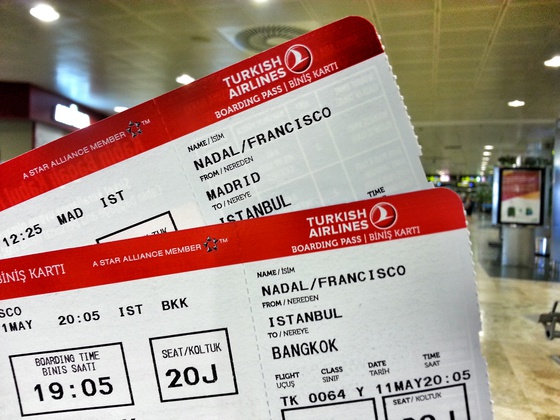 TURKISH
AIRLINES
BOARDING PASS | BİNİŞ KARTI
A STAR ALLIANCE MEMBER ™
NAME / İSİM
NADAL/FRANCISCO
FROM / NEREDEN
MADRID
TO / NEREYE
ISTANBUL
TIME
12:25 MAD IST
TURKISH
AIRLINES
BOARDING PASS | BİNİŞ KARTI
A STAR ALLIANCE MEMBER ™
BİNİŞ KARTI
SCO
1MAY 20:05 IST BKK
BOARDING TIME
BINIS SAATI
19:05
SEAT/KOLTUK
20J
NAME / İSİM
NADAL/FRANCISCO
FROM / NEREDEN
ISTANBUL
TO / NEREYE
BANGKOK
FLIGHT CLASS DATE TIME
UÇUŞ SINIF TARİH SAAT
TK 0064 Y 11MAY20:05
SEAT / KOLTUK